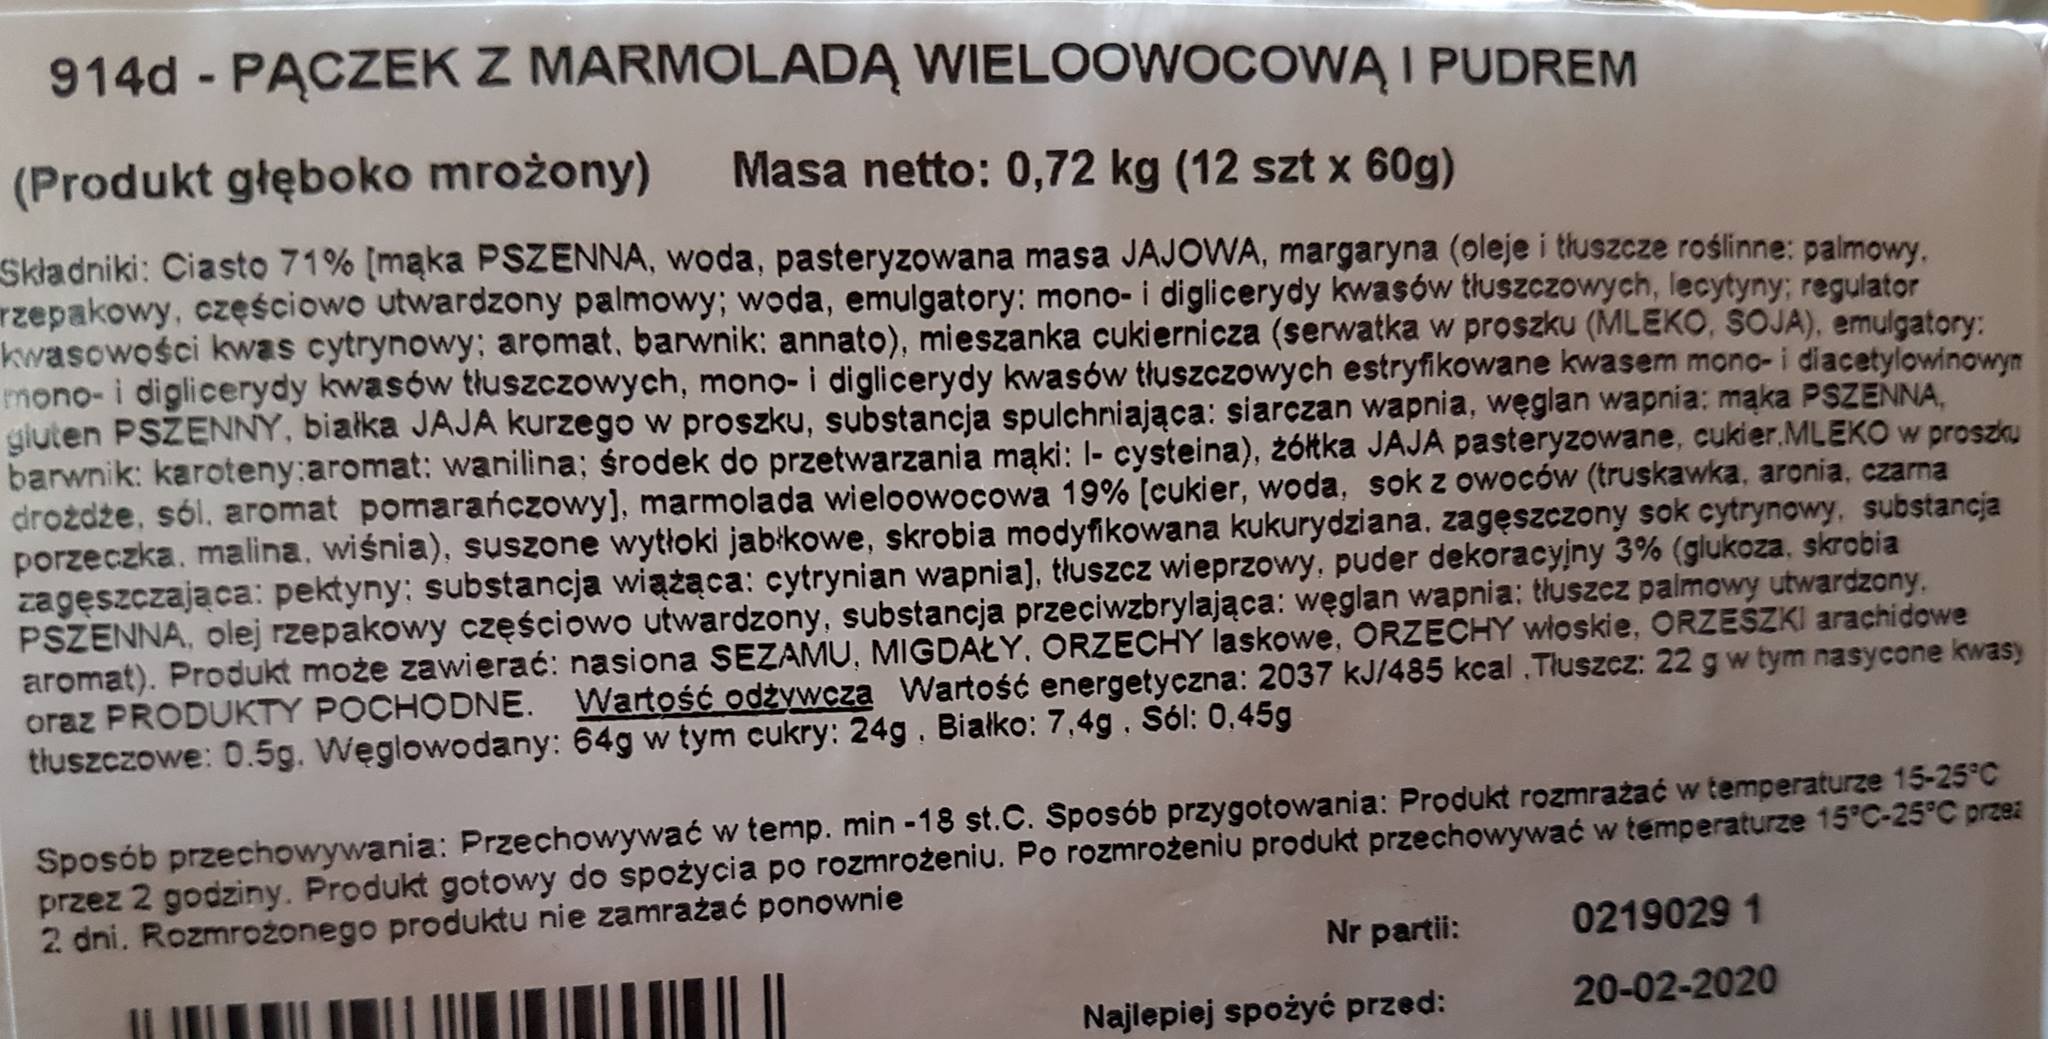 914d - PĄCZEK Z MARMOLADĄ WIELOOWOCOWĄ I PUDREM
(Produkt głęboko mrożony) Masa netto: 0,72 kg (12 szt x 60g)
Składniki: Ciasto 71% [mąka PSZENNA, woda, pasteryzowana masa JAJOWA, margaryna (oleje i tłuszcze roślinne: palmowy,
rzepakowy, częściowo utwardzony palmowy; woda, emulgatory: mono- i diglicerydy kwasów tłuszczowych, lecytyny; regulator
kwasowości kwas cytrynowy; aromat, barwnik: annato), mieszanka cukiernicza (serwatka w proszku (MLEKO, SOJA), emulgatory:
mono- i diglicerydy kwasów tłuszczowych, mono- i diglicerydy kwasów tłuszczowych estryfikowane kwasem mono- i diacetylowinowym
gluten PSZENNY, białka JAJA kurzego w proszku, substancja spulchniająca: siarczan wapnia, węglan wapnia; mąka PSZENNA,
barwnik: karoteny;aromat: wanilina; środek do przetwarzania mąki: l- cysteina), żółtka JAJA pasteryzowane, cukier,MLEKO w proszku
drożdże, sól, aromat pomarańczowy], marmolada wieloowocowa 19% [cukier, woda, sok z owoców (truskawka, aronia, czarna
porzeczka, malina, wiśnia), suszone wytłoki jabłkowe, skrobia modyfikowana kukurydziana, zagęszczony sok cytrynowy, substancja
zagęszczająca: pektyny; substancja wiążąca: cytrynian wapnia], tłuszcz wieprzowy, puder dekoracyjny 3% (glukoza, skrobia
PSZENNA, olej rzepakowy częściowo utwardzony, substancja przeciwzbrylająca: węglan wapnia; tłuszcz palmowy utwardzony,
aromat). Produkt może zawierać: nasiona SEZAMU, MIGDAŁY, ORZECHY laskowe, ORZECHY włoskie, ORZESZKI arachidowe
oraz PRODUKTY POCHODNE. Wartość odżywcza Wartość energetyczna: 2037 kJ/485 kcal ,Tłuszcz: 22 g w tym nasycone kwasy
tłuszczowe: 0.5g, Węglowodany: 64g w tym cukry: 24g , Białko: 7,4g , Sól: 0,45g
Sposób przechowywania: Przechowywać w temp. min -18 st.C. Sposób przygotowania: Produkt rozmrażać w temperaturze 15-25°C
przez 2 godziny. Produkt gotowy do spożycia po rozmrożeniu. Po rozmrożeniu produkt przechowywać w temperaturze 15°C-25°C przez
2 dni. Rozmrożonego produktu nie zamrażać ponownie
Nr partii: 0219029 1
Najlepiej spożyć przed: 20-02-2020